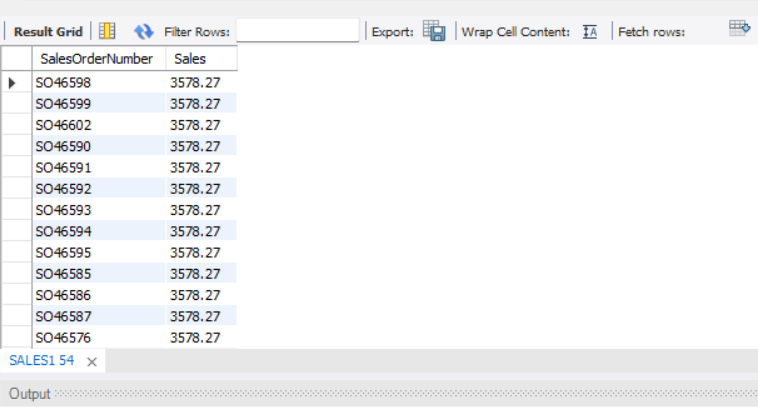 Result Grid Filter Rows: Export: Wrap Cell Content: IA Fetch rows:
SalesOrderNumber Sales
SO46598 3578.27
SO46599 3578.27
SO46602 3578.27
SO46590 3578.27
SO46591 3578.27
SO46592 3578.27
SO46593 3578.27
SO46594 3578.27
SO46595 3578.27
SO46585 3578.27
SO46586 3578.27
SO46587 3578.27
SO46576 3578.27
SALES1 54 ×
Output